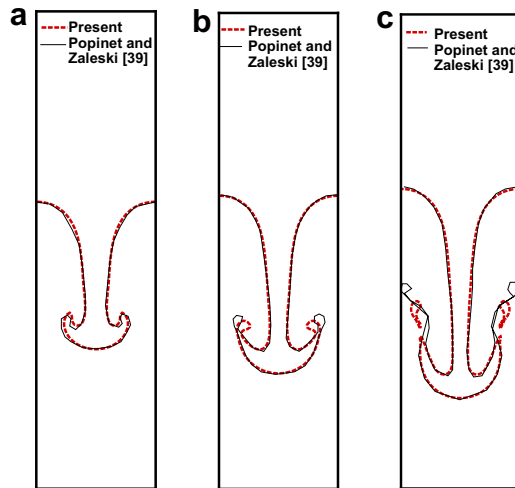 a
Present
Popinet and
Zaleski [39]
b
Present
Popinet and
Zaleski [39]
c
Present
Popinet and
Zaleski [39]